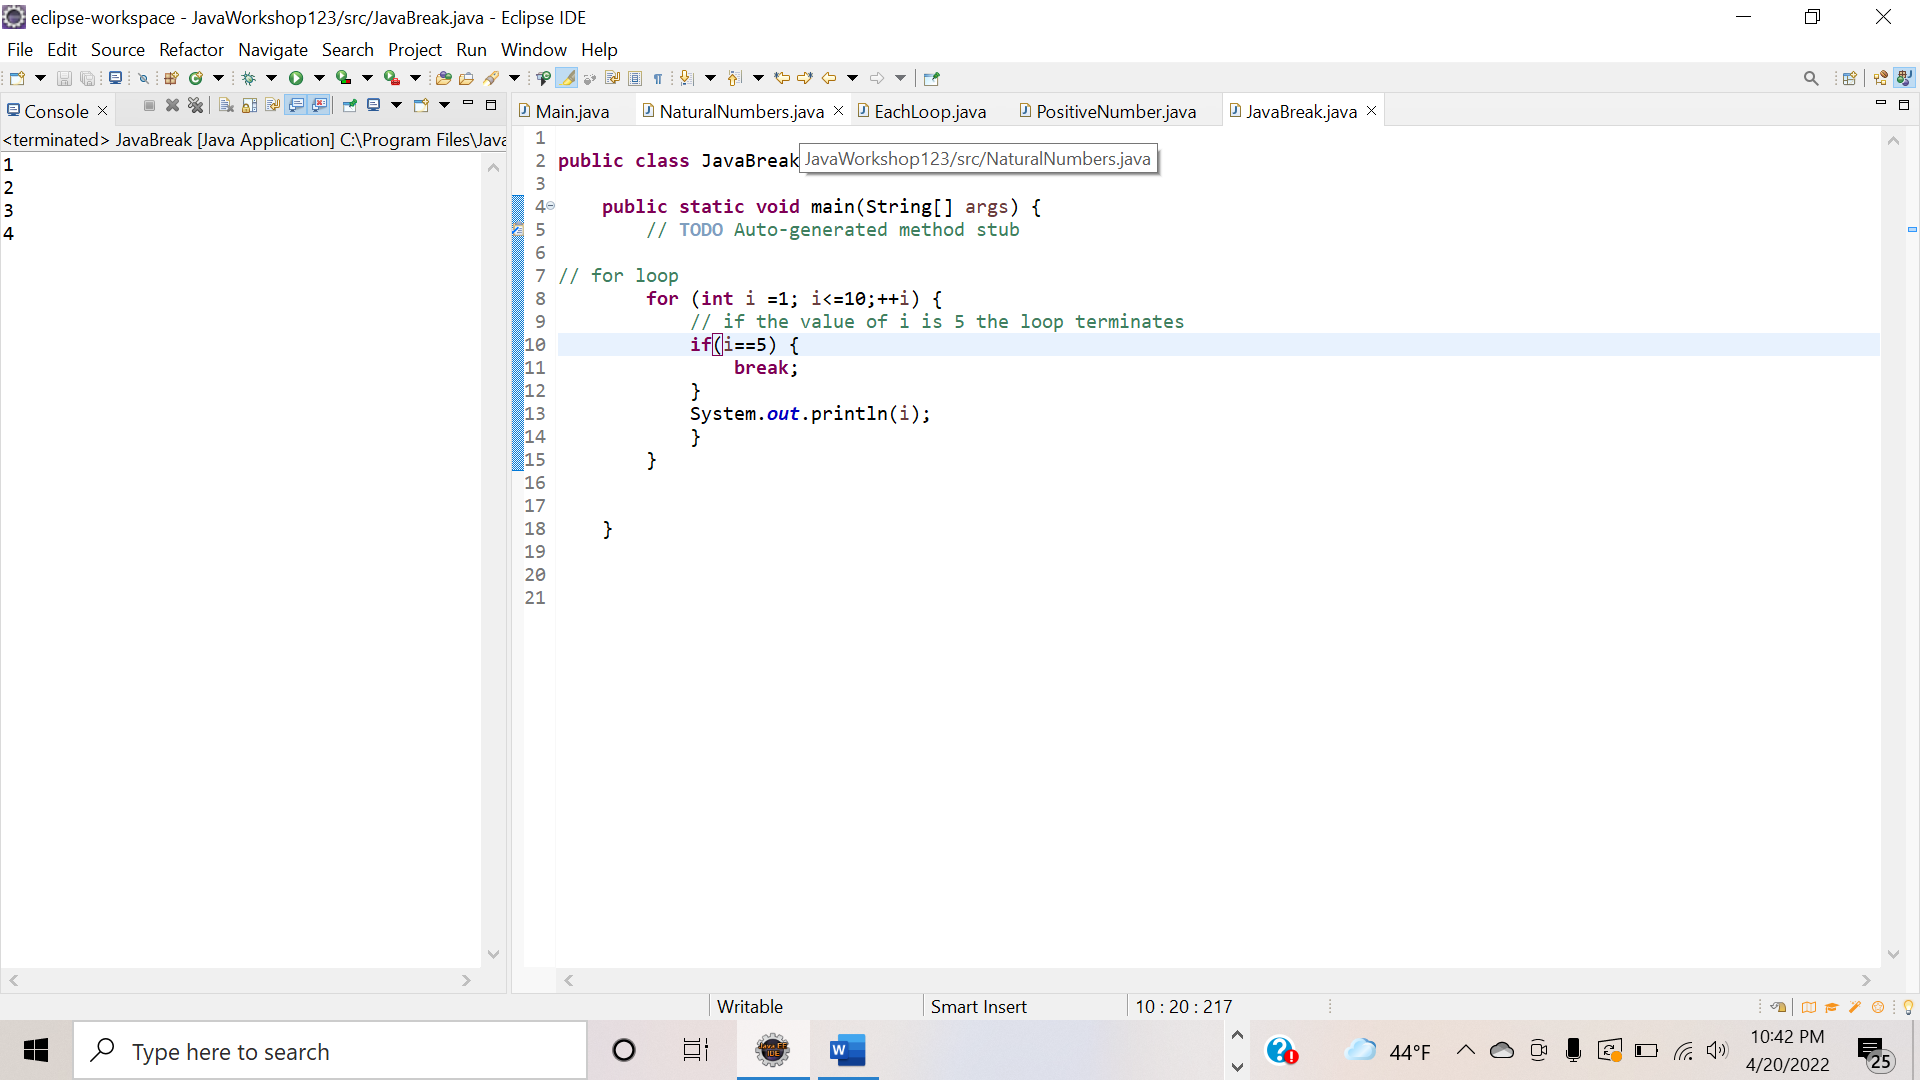 eclipse-workspace - JavaWorkshop123/src/JavaBreak.java - Eclipse IDE
File Edit Source Refactor Navigate Search Project Run Window Help
Console
<terminated> JavaBreak [Java Application] C:\Program Files\Java
1
2
3
4
Main.java NaturalNumbers.java EachLoop.java PositiveNumber.java JavaBreak.java
1
2 public class JavaBreak
JavaWorkshop123/src/NaturalNumbers.java
3
4 public static void main(String[] args) {
5 // TODO Auto-generated method stub
6
7 // for loop
8 for (int i =1; i<=10;++i) {
9 // if the value of i is 5 the loop terminates
10 if(i==5) {
11 break;
12 }
13 System.out.println(i);
14 }
15 }
16
17
18 }
19
20
21
Writable Smart Insert 10 : 20 : 217
Type here to search
44°F
10:42 PM
4/20/2022
25